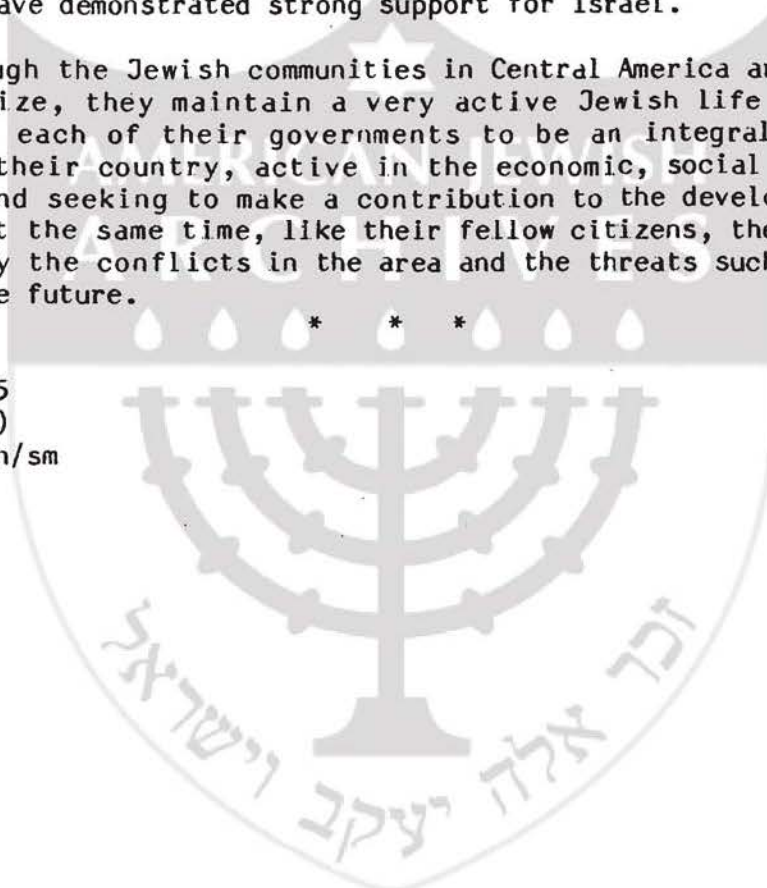 ave demonstrated strong support for Israel.
ugh the Jewish communities in Central America a
ize, they maintain a very active Jewish life
each of their governments to be an integral
their country, active in the economic, social
nd seeking to make a contribution to the devel
t the same time, like their fellow citizens, the
y the conflicts in the area and the threats such
e future.
* * *
5
)
n/sm
AMERICAN JEWISH
ARCHIVES
זכר אלה יעקב וישראל